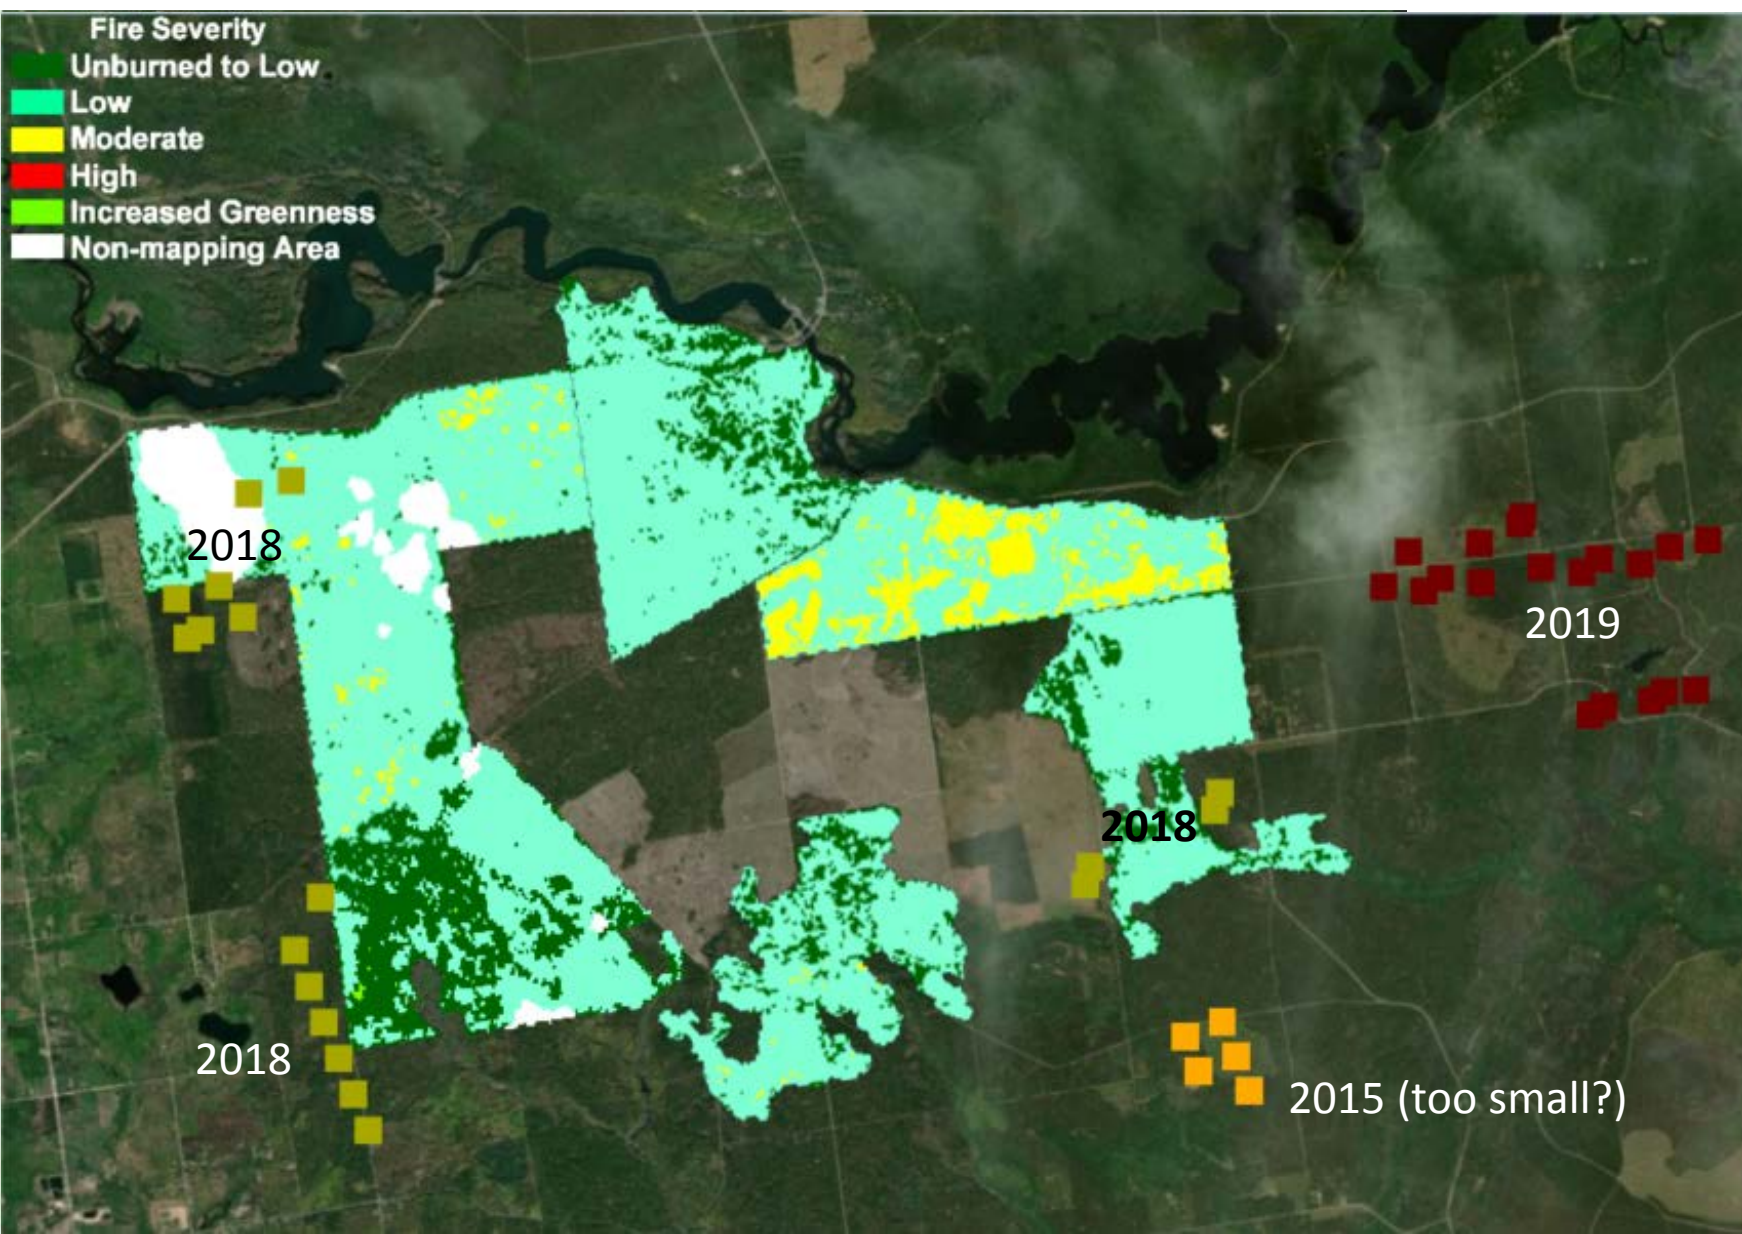 Fire Severity
Unburned to Low
Low
Moderate
High
Increased Greenness
Non-mapping Area
2018
2019
2018
2018
2015 (too small?)